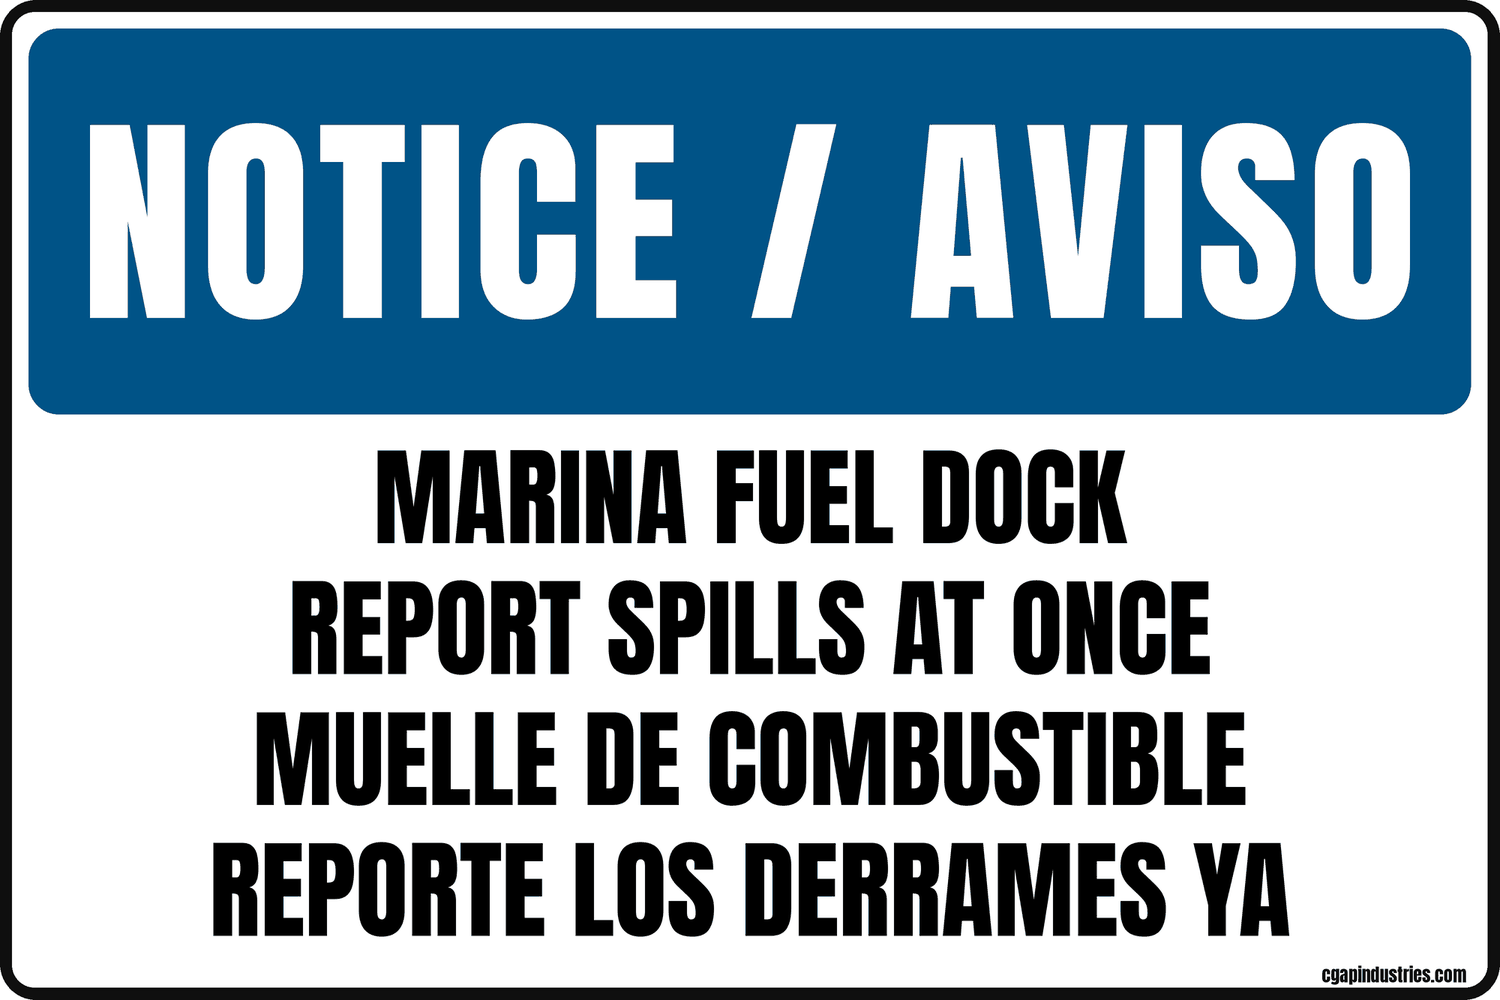 NOTICE / AVISO
MARINA FUEL DOCK
REPORT SPILLS AT ONCE
MUELLE DE COMBUSTIBLE
REPORTE LOS DERRAMES YA
cgapindustries.com